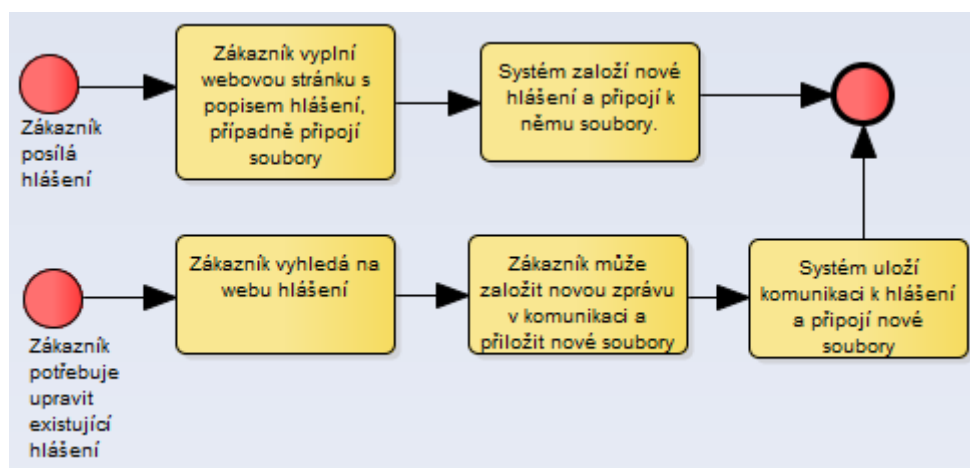 Zákazník
posílá
hlášení
Zákazník vyplní
webovou stránku s
popisem hlášení,
případně připojí
soubory
Systém založí nové
hlášení a připojí k
němu soubory.
Zákazník
potřebuje
upravit
existující
hlášení
Zákazník vyhledá na
webu hlášení
Zákazník může
založit novou zprávu
v komunikaci a
přiložit nové soubory
Systém uloží
komunikaci k hlášení
a připojí nové
soubory